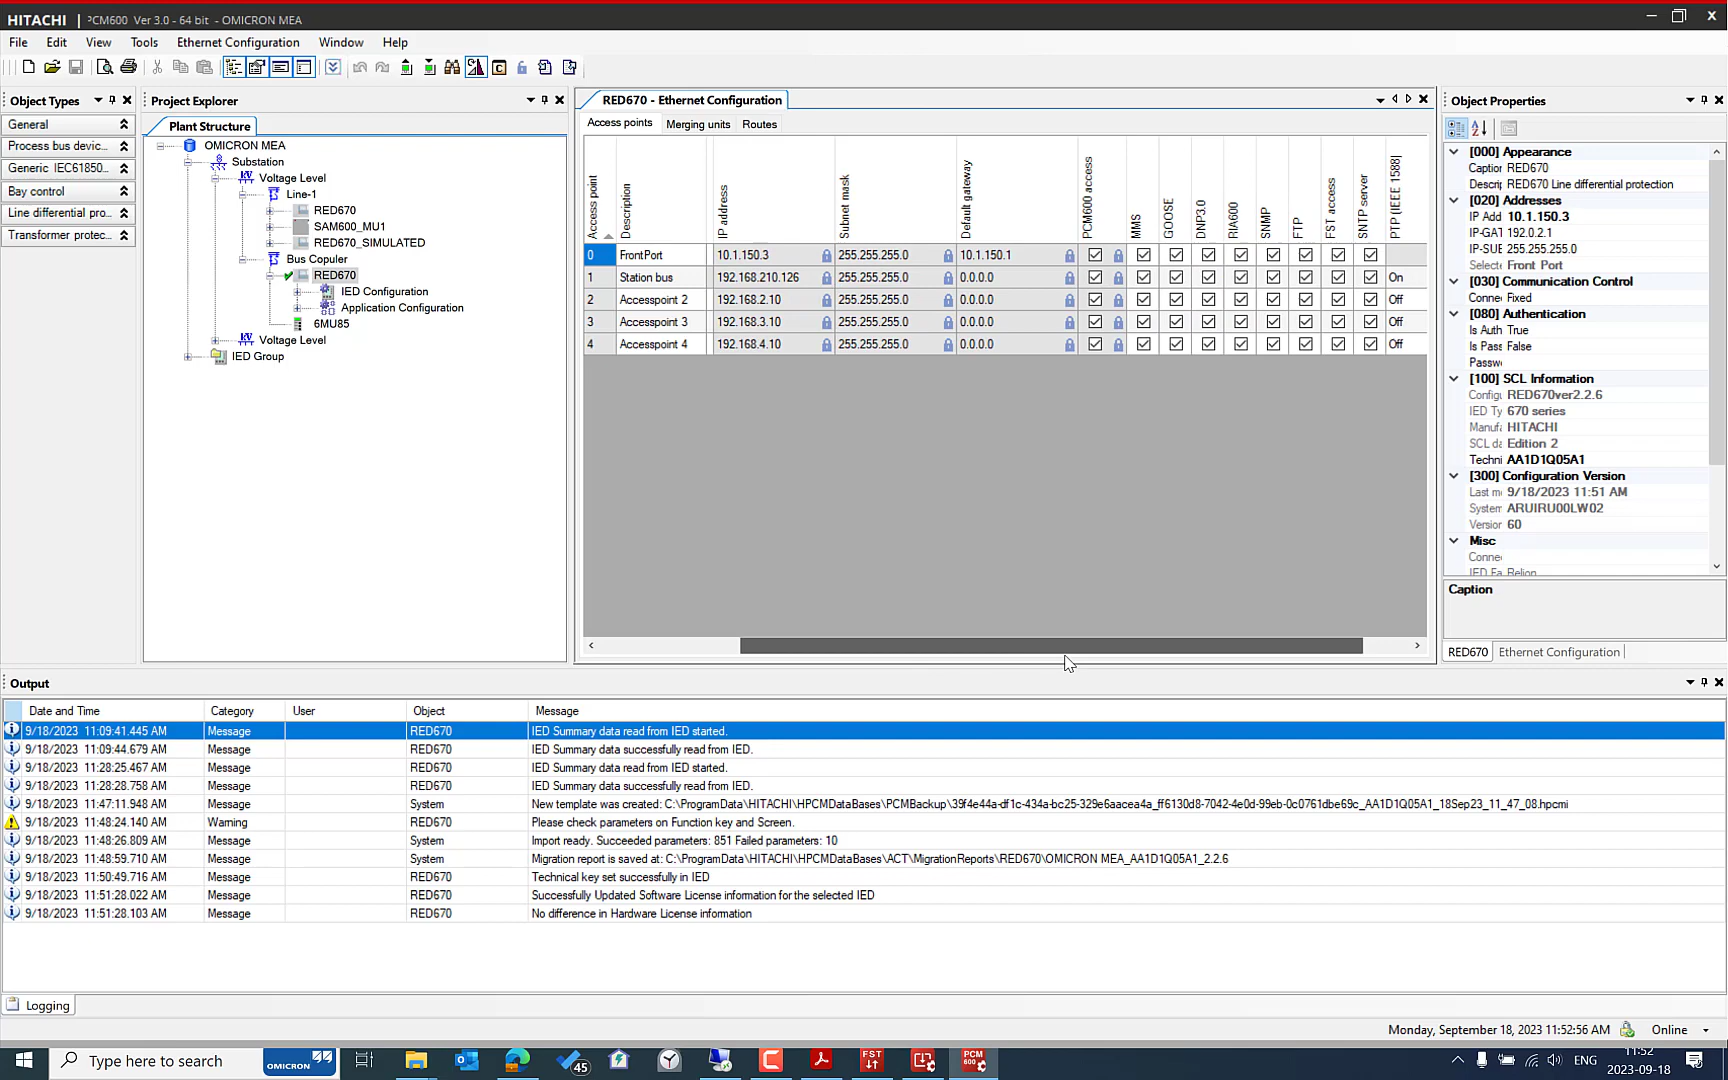 HITACHI | PCM600 Ver 3.0 - 64 bit - OMICRON MEA
File Edit View Tools Ethernet Configuration Window Help
Object Types
General
Process bus devic...
Generic IEC61850...
Bay control
Line differential pro...
Transformer protec...
Project Explorer
Plant Structure
OMICRON MEA
Substation
Voltage Level
Line-1
RED670
SAM600_MU1
RED670_SIMULATED
Bus Copuler
RED670
IED Configuration
Application Configuration
6MU85
Voltage Level
IED Group
RED670 - Ethernet Configuration
Access points Merging units Routes
Access point Description IP address Subnet mask Default gateway PCM600 access MMS GOOSE DNP3.0 RIA600 SNMP FTP FST access SNTP server PTP (IEEE 1588)
0 FrontPort 10.1.150.3 255.255.255.0 10.1.150.1
1 Station bus 192.168.210.126 255.255.255.0 0.0.0.0 On
2 Accesspoint 2 192.168.2.10 255.255.255.0 0.0.0.0 Off
3 Accesspoint 3 192.168.3.10 255.255.255.0 0.0.0.0 Off
4 Accesspoint 4 192.168.4.10 255.255.255.0 0.0.0.0 Off
Object Properties
[000] Appearance
Caption RED670
Descri RED670 Line differential protection
[020] Addresses
IP Add 10.1.150.3
IP-GAT 192.0.2.1
IP-SUE 255.255.255.0
Selecte Front Port
[030] Communication Control
Conne Fixed
[080] Authentication
Is Auth True
Is Pass False
Passwo
[100] SCL Information
Configu RED670ver2.2.6
IED Ty 670 series
Manufa HITACHI
SCL da Edition 2
Techni AA1D1Q05A1
[300] Configuration Version
Last m 9/18/2023 11:51 AM
System ARUIRU00LW02
Version 60
Misc
Conne
IED Fa Relion
Caption
RED670 Ethernet Configuration
Output
Date and Time Category User Object Message
9/18/2023 11:09:41.445 AM Message RED670 IED Summary data read from IED started.
9/18/2023 11:09:44.679 AM Message RED670 IED Summary data successfully read from IED.
9/18/2023 11:28:25.467 AM Message RED670 IED Summary data read from IED started.
9/18/2023 11:28:28.758 AM Message RED670 IED Summary data successfully read from IED.
9/18/2023 11:47:11.948 AM Message System New template was created: C:\ProgramData\HITACHI\HPCMDataBases\PCMBackup\39f4e44a-df1c-434a-bc25-329e6aacea4a_ff6130d8-7042-4e0d-99eb-0c0761dbe69c_AA1D1Q05A1_18Sep23_11_47_08.hpcmi
9/18/2023 11:48:24.140 AM Warning RED670 Please check parameters on Function key and Screen.
9/18/2023 11:48:26.809 AM Message System Import ready. Succeeded parameters: 851 Failed parameters: 10
9/18/2023 11:48:59.710 AM Message System Migration report is saved at: C:\ProgramData\HITACHI\HPCMDataBases\ACT\MigrationReports\RED670\OMICRON MEA_AA1D1Q05A1_2.2.6
9/18/2023 11:50:49.716 AM Message RED670 Technical key set successfully in IED
9/18/2023 11:51:28.022 AM Message RED670 Successfully Updated Software License information for the selected IED
9/18/2023 11:51:28.103 AM Message RED670 No difference in Hardware License information
Logging
Monday, September 18, 2023 11:52:56 AM Online
Type here to search OMICRON 45 FST PCM 600 ENG 11:52
2023-09-18